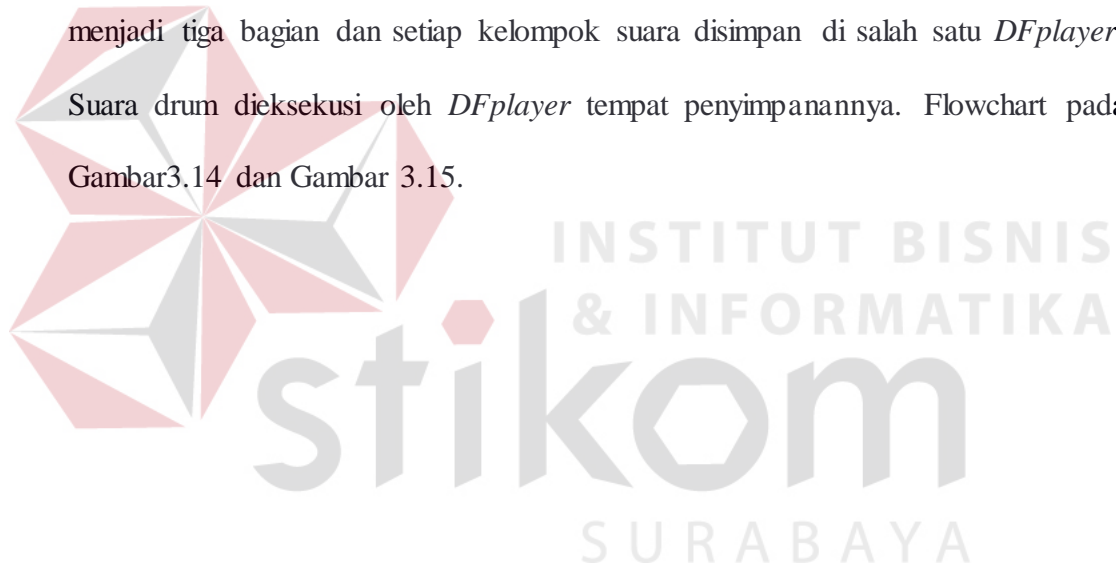 menjadi tiga bagian dan setiap kelompok suara disimpan di salah satu DFplayer
Suara drum dieksekusi oleh DFplayer tempat penyimpanannya. Flowchart pada
Gambar3.14 dan Gambar 3.15.
INSTITUT BISNIS
& INFORMATIKA
stikom
SURABAYA